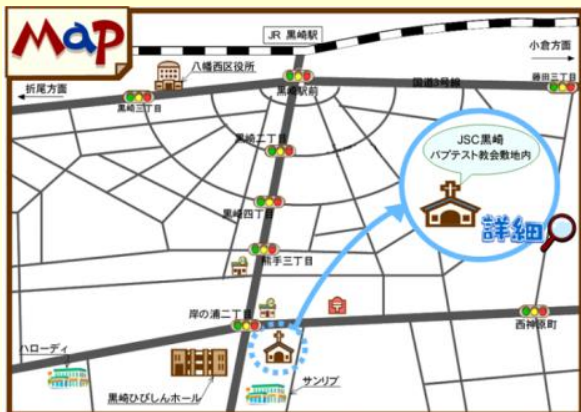 Map
JR 黒崎駅
小倉方面
八幡西区役所
折尾方面
国道3号線
藤田三丁目
黒崎三丁目
黒崎駅前
黒崎二丁目
JSC黒崎
バプテスト教会敷地内
黒崎四丁目
詳細
熊手三丁目
岸の浦二丁目
西神原町
ハローディ
黒崎ひびしんホール
サンリブ